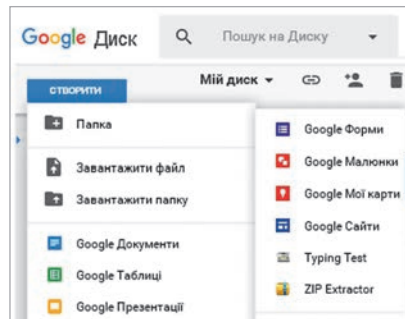 Google Диск
Пошук на Диску
Мій диск
СТВОРИТИ
Папка
Завантажити файл
Завантажити папку
Google Документи
Google Таблиці
Google Презентації
Google Форми
Google Малюнки
Google Мої карти
Google Сайти
Typing Test
ZIP Extractor